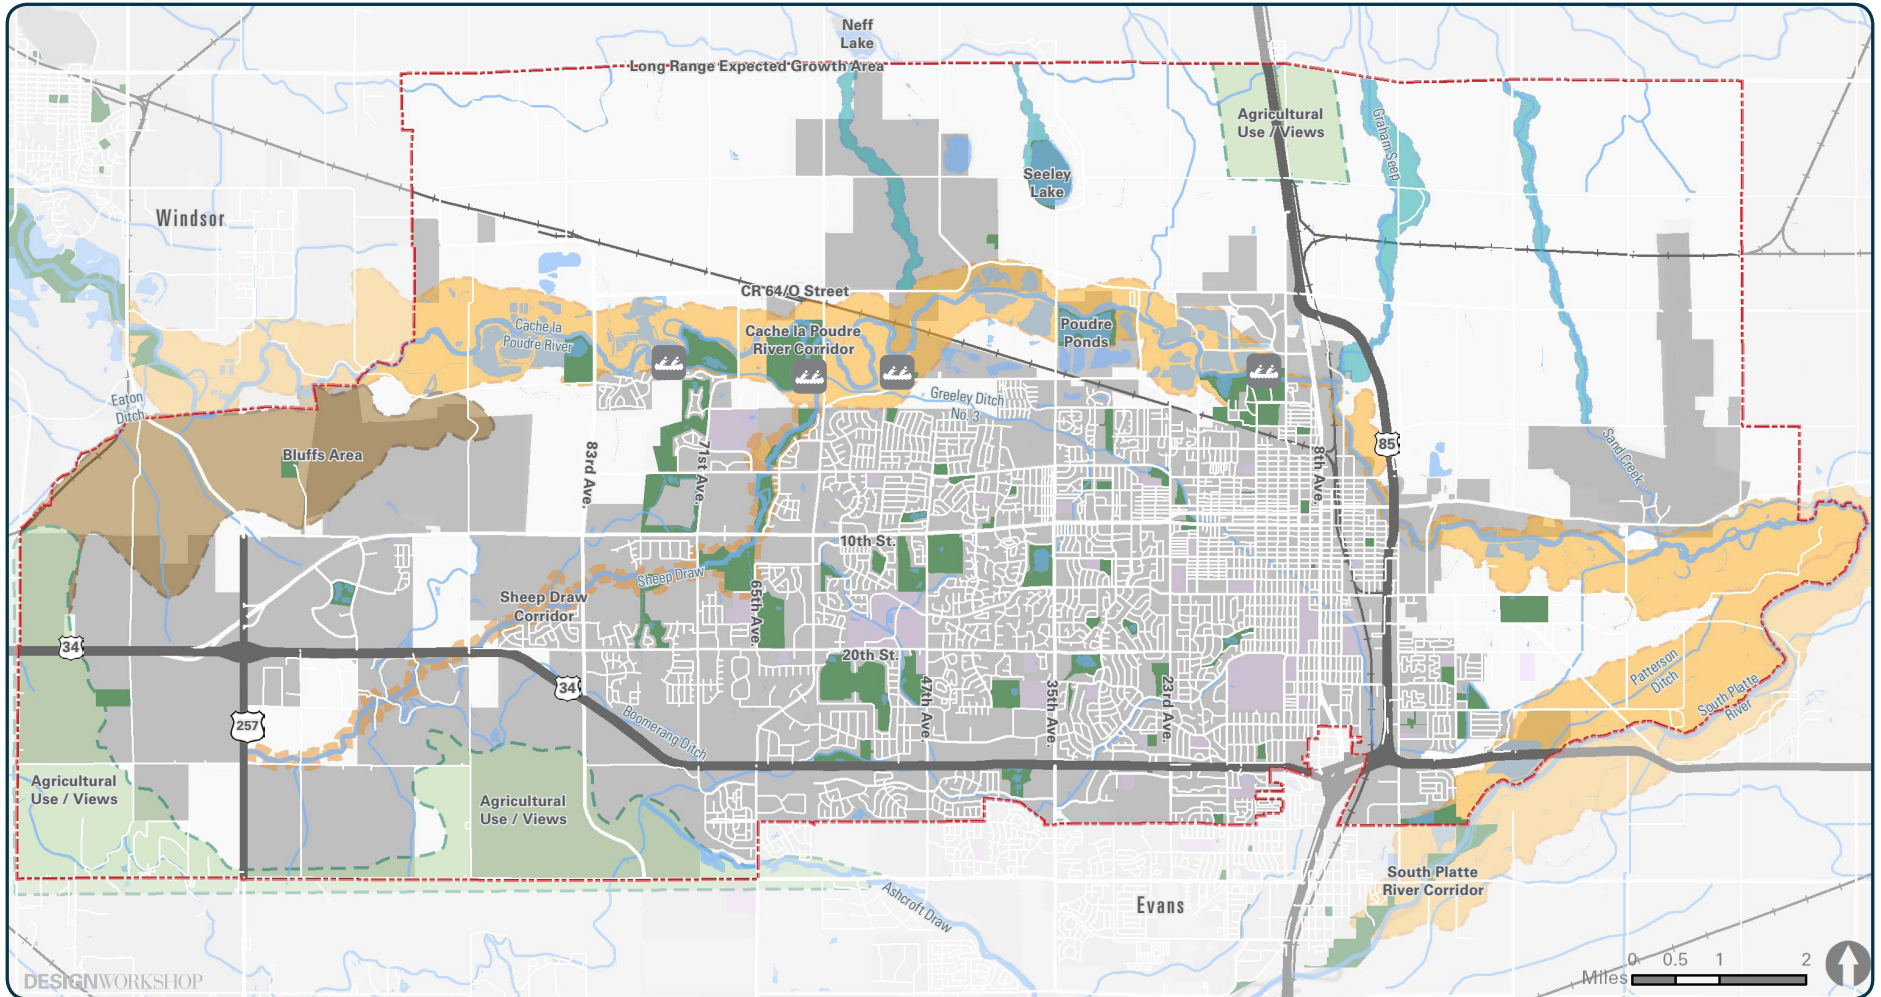 Neff
Lake
Long Range Expected Growth Area
Agricultural
Use / Views
Graham Seep
Seeley
Lake
Windsor
CR 64/O Street
Cache la
Poudre River
Cache la Poudre
River Corridor
Poudre
Ponds
Eaton
Ditch
Greeley Ditch
No. 3
Bluffs Area
83rd Ave.
71st Ave.
8th Ave.
85
Sand Creek
10th St.
Sheep Draw
Sheep Draw
Corridor
65th Ave.
34
20th St.
34
47th Ave.
35th Ave.
23rd Ave.
Patterson
Ditch
South Platte
River
257
Boomerang Ditch
Agricultural
Use / Views
Agricultural
Use / Views
South Platte
River Corridor
Ashcroft Draw
Evans
DESIGNWORKSHOP
0 0.5 1 2
Miles